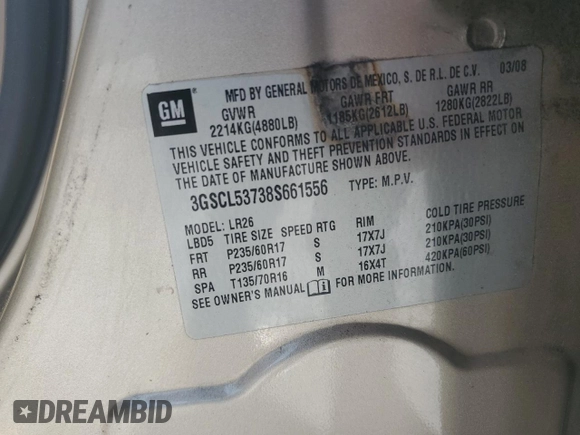 GM
MFD BY GENERAL MOTORS DE MEXICO, S. DE R.L. DE C.V. 03/08
GVWR GAWR FRT GAWR RR
2214KG(4880LB) 1185KG(2612LB) 1280KG(2822LB)
THIS VEHICLE CONFORMS TO ALL APPLICABLE U.S. FEDERAL MOTOR
VEHICLE SAFETY AND THEFT PREVENTION STANDARDS IN EFFECT ON
THE DATE OF MANUFACTURE SHOWN ABOVE.
3GSCL53738S661556 TYPE: M.P.V.
MODEL: LR26
LBD5 TIRE SIZE SPEED RTG RIM COLD TIRE PRESSURE
FRT P235/60R17 S 17X7J 210KPA(30PSI)
RR P235/60R17 S 17X7J 210KPA(30PSI)
SPA T135/70R16 M 16X4T 420KPA(60PSI)
SEE OWNER'S MANUAL FOR MORE INFORMATION
DREAMBID